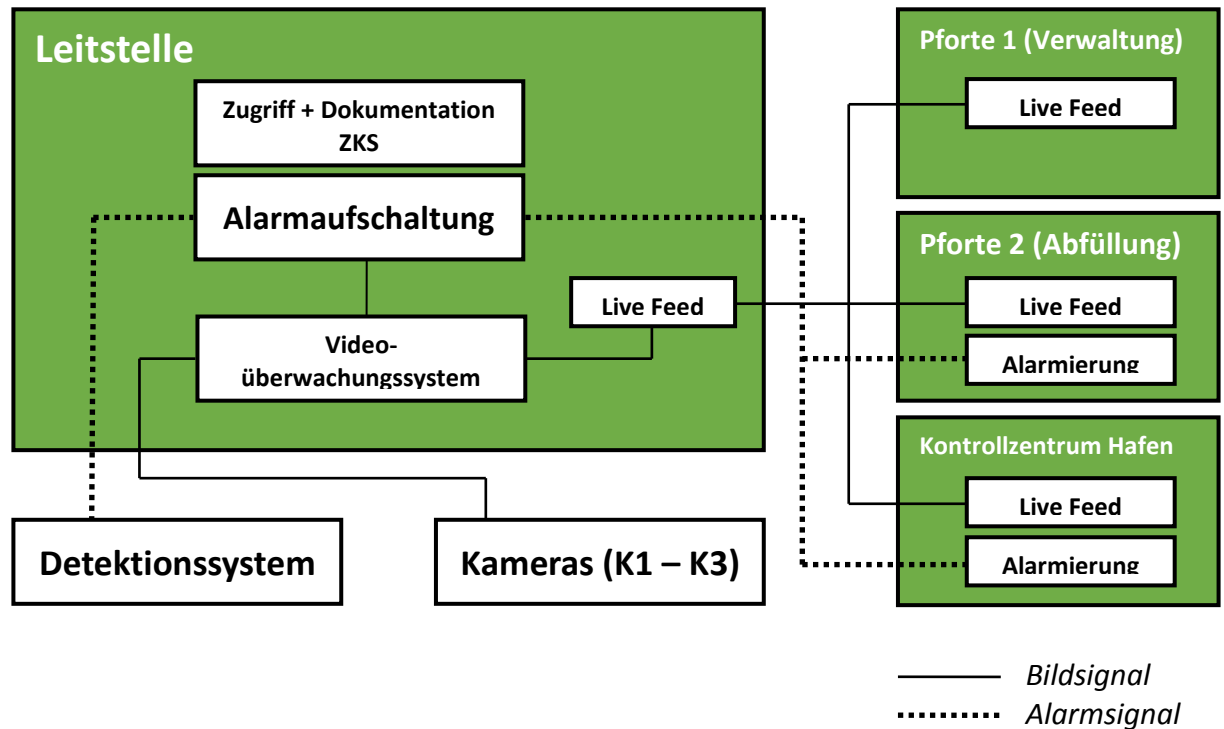 Leitstelle
Zugriff + Dokumentation
ZKS
Alarmaufschaltung
Live Feed
Video-
überwachungssystem
Detektionssystem
Kameras (K1 – K3)
Pforte 1 (Verwaltung)
Live Feed
Pforte 2 (Abfüllung)
Live Feed
Alarmierung
Kontrollzentrum Hafen
Live Feed
Alarmierung
Bildsignal
Alarmsignal